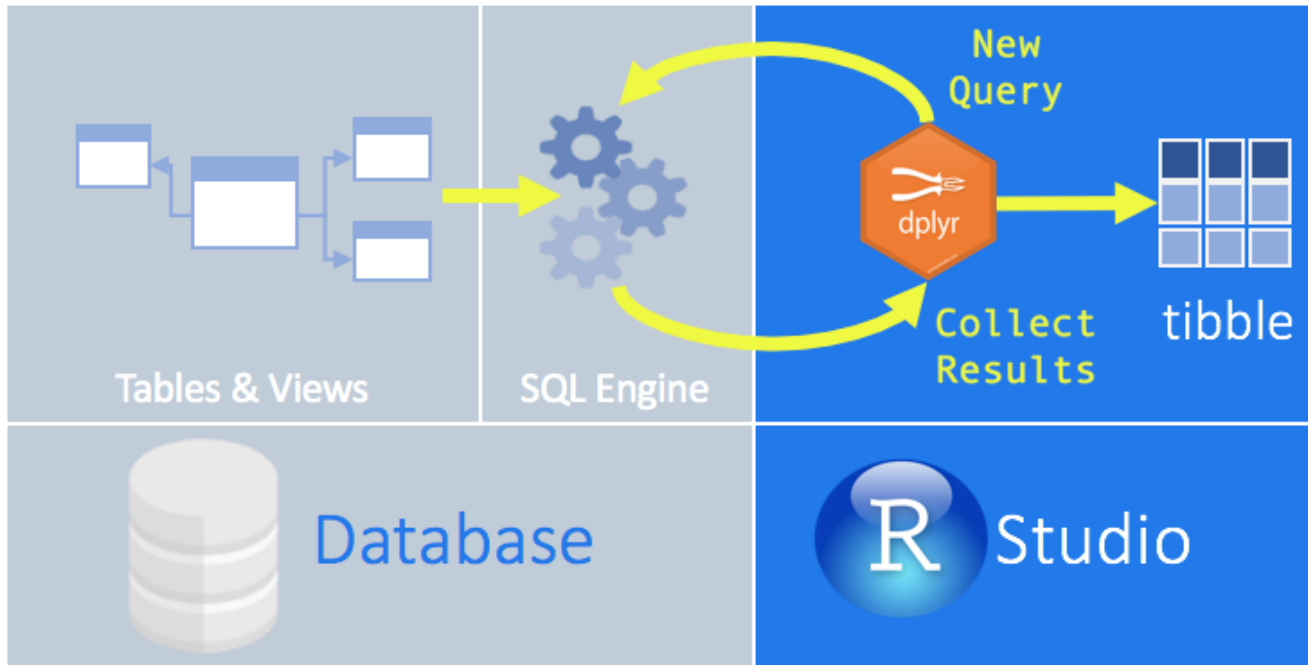 New
Query
dplyr
Collect
Results
tibble
Tables & Views
SQL Engine
Database
R Studio